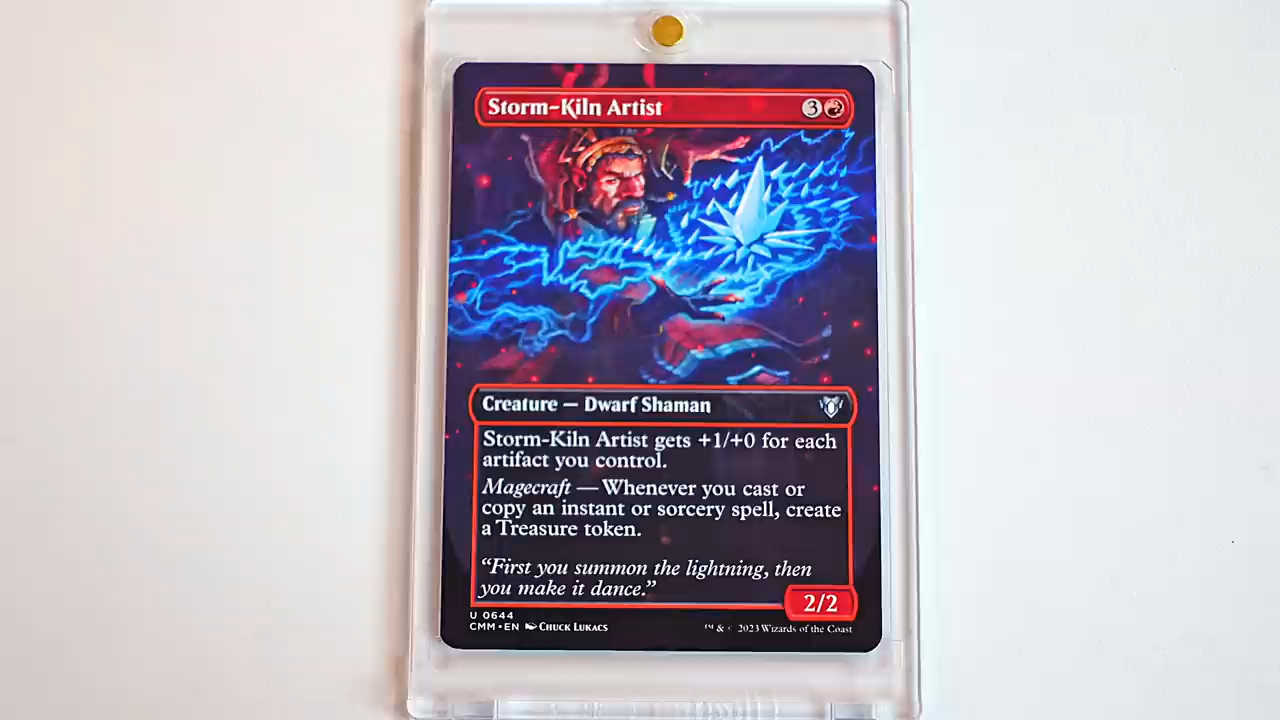 Storm-Kiln Artist 3
Creature — Dwarf Shaman
Storm-Kiln Artist gets +1/+0 for each
artifact you control.
Magecraft — Whenever you cast or
copy an instant or sorcery spell, create
a Treasure token.
“First you summon the lightning, then
you make it dance.”
2/2
U 0644
CMM • EN Chuck Lukacs
™ & © 2023 Wizards of the Coast